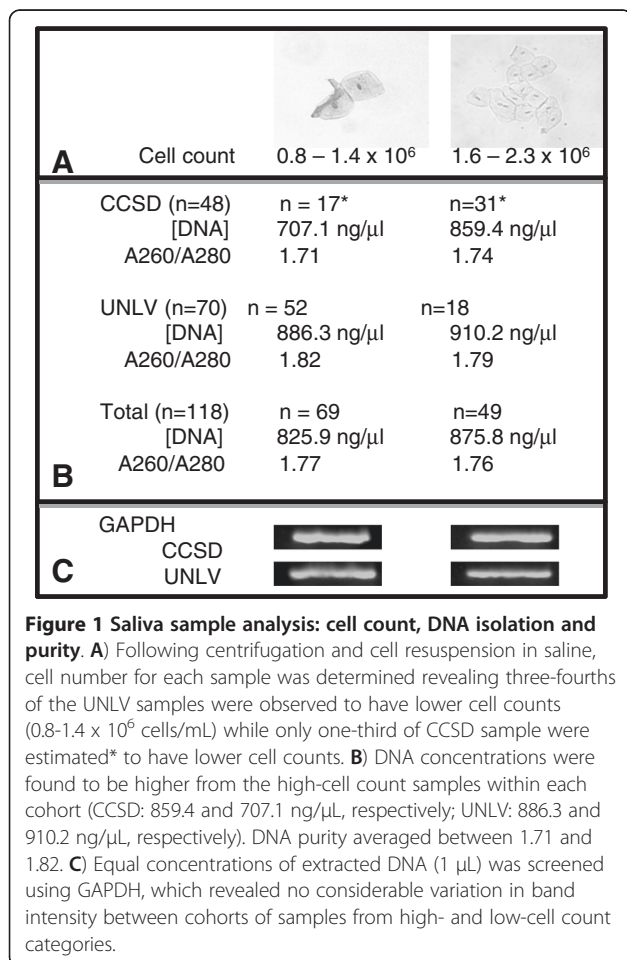 A Cell count 0.8 – 1.4 x 10⁶ 1.6 – 2.3 x 10⁶
CCSD (n=48) n = 17* n=31*
[DNA] 707.1 ng/µl 859.4 ng/µl
A260/A280 1.71 1.74
UNLV (n=70) n = 52 n=18
[DNA] 886.3 ng/µl 910.2 ng/µl
A260/A280 1.82 1.79
Total (n=118) n = 69 n=49
[DNA] 825.9 ng/µl 875.8 ng/µl
B A260/A280 1.77 1.76
GAPDH
CCSD
C UNLV
Figure 1 Saliva sample analysis: cell count, DNA isolation and
purity. A) Following centrifugation and cell resuspension in saline,
cell number for each sample was determined revealing three-fourths
of the UNLV samples were observed to have lower cell counts
(0.8-1.4 x 10⁶ cells/mL) while only one-third of CCSD sample were
estimated* to have lower cell counts. B) DNA concentrations were
found to be higher from the high-cell count samples within each
cohort (CCSD: 859.4 and 707.1 ng/µL, respectively; UNLV: 886.3 and
910.2 ng/µL, respectively). DNA purity averaged between 1.71 and
1.82. C) Equal concentrations of extracted DNA (1 µL) was screened
using GAPDH, which revealed no considerable variation in band
intensity between cohorts of samples from high- and low-cell count
categories.